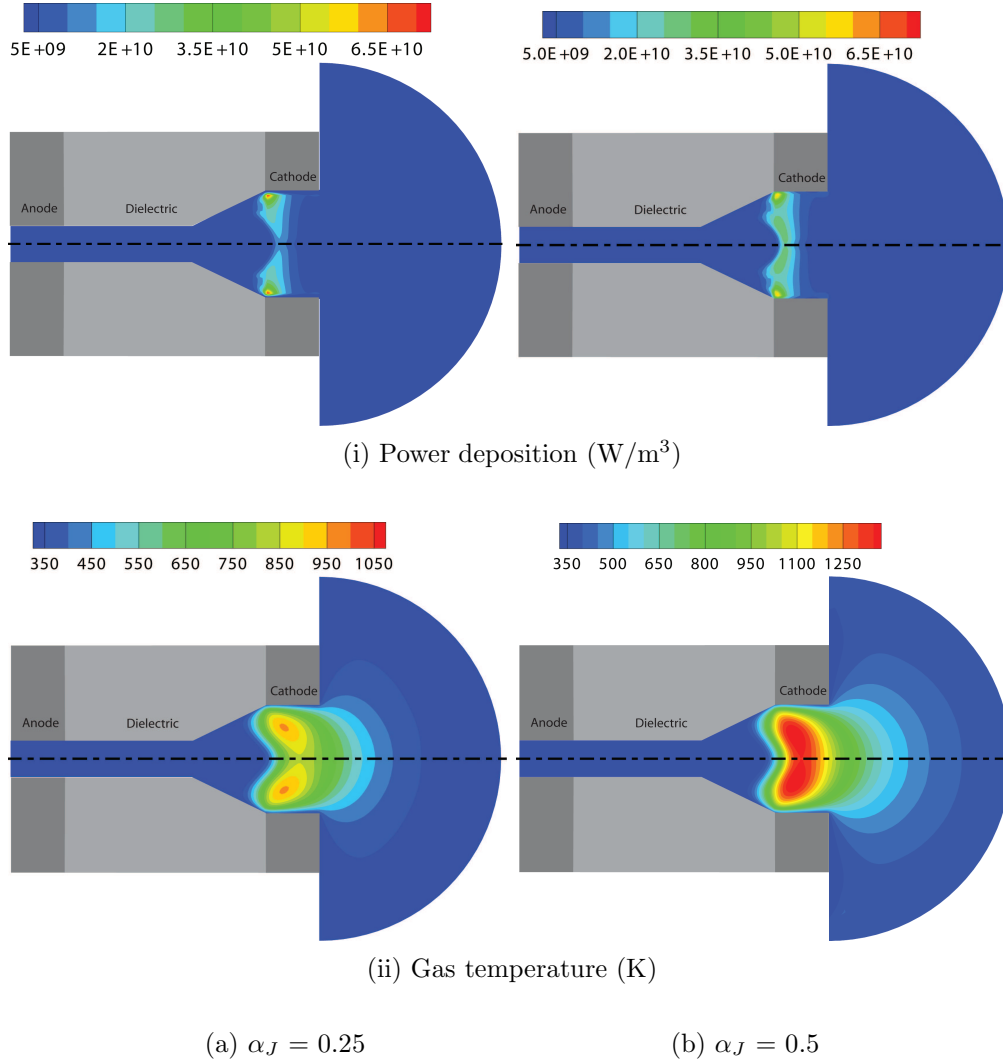 5E+09 2E+10 3.5E+10 5E+10 6.5E+10
5.0E+09 2.0E+10 3.5E+10 5.0E+10 6.5E+10
Cathode
Anode Dielectric
Cathode
Anode Dielectric
(i) Power deposition (W/m³)
350 450 550 650 750 850 950 1050
350 500 650 800 950 1100 1250
Cathode
Anode Dielectric
Cathode
Anode Dielectric
(ii) Gas temperature (K)
(a) α_J = 0.25
(b) α_J = 0.5